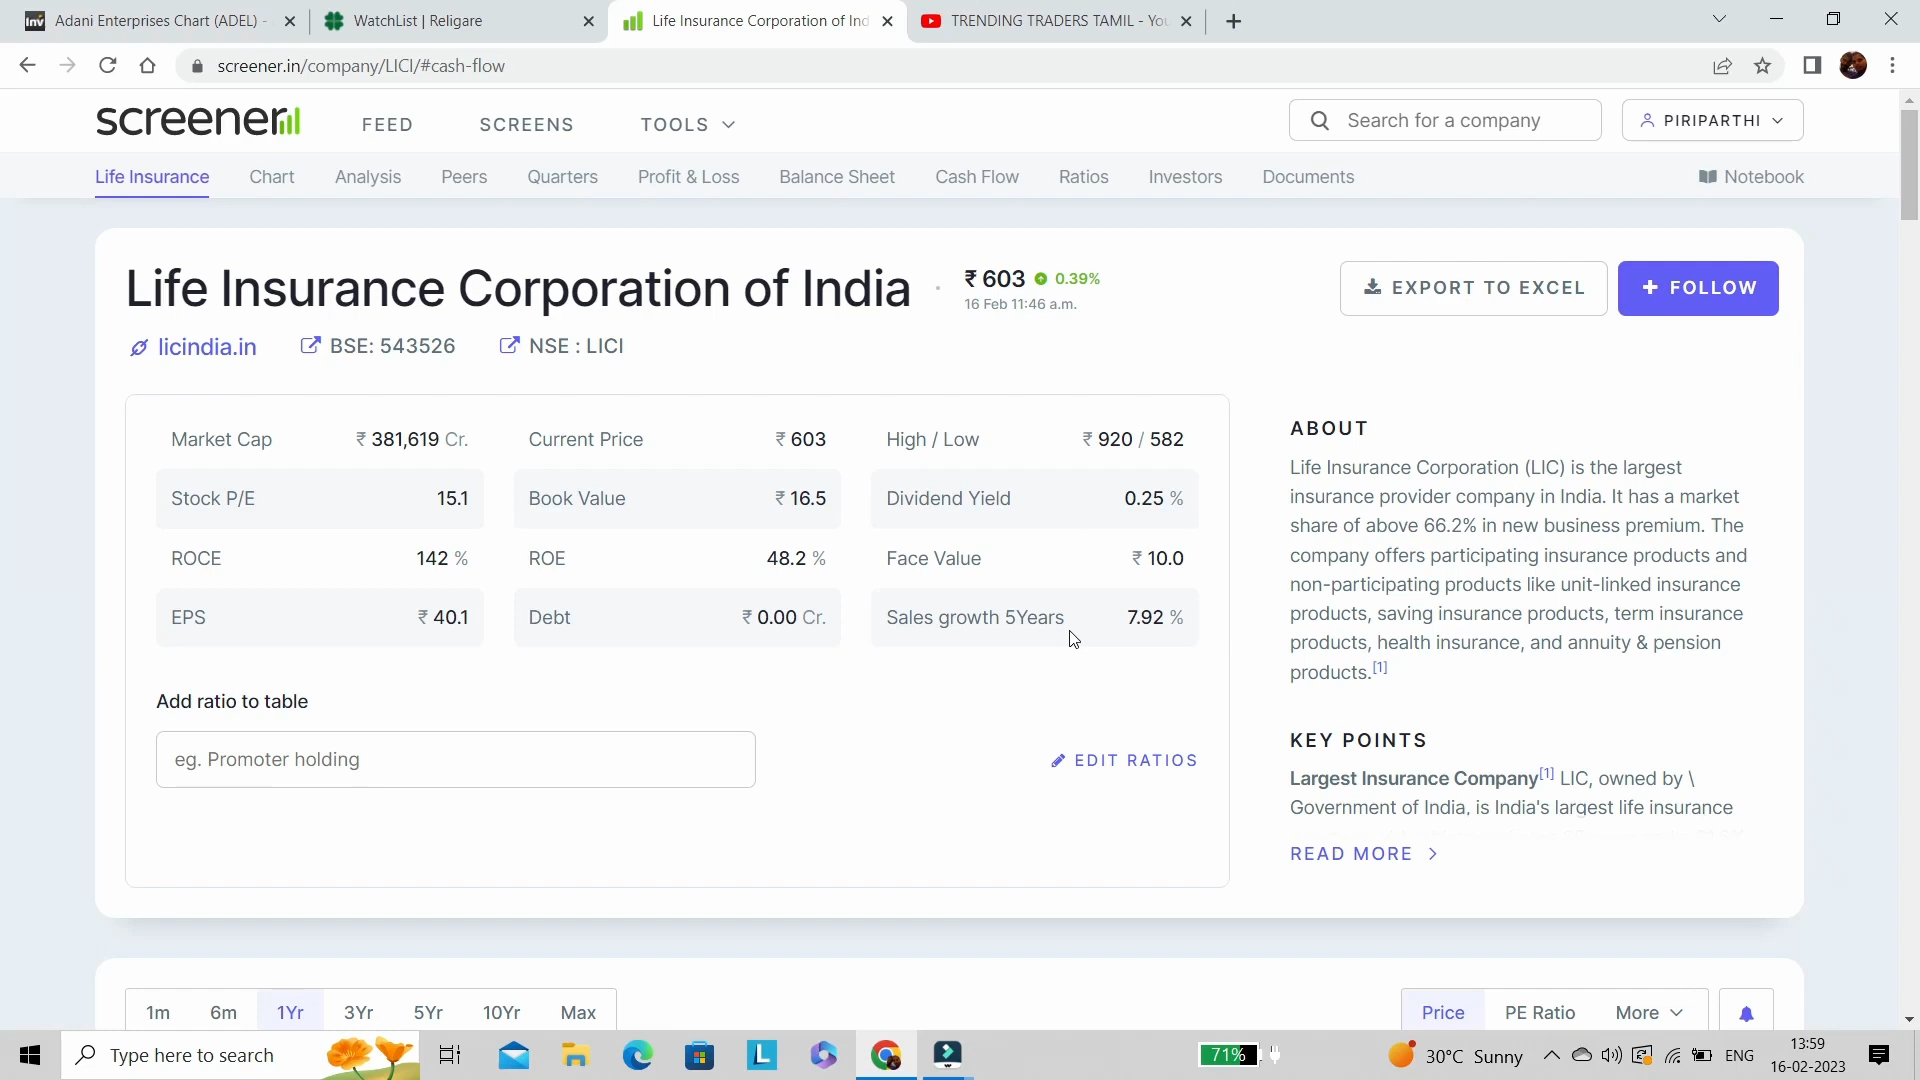 Adani Enterprises Chart (ADEL) -
WatchList | Religare
Life Insurance Corporation of Ind
TRENDING TRADERS TAMIL - You
screener.in/company/LICI/#cash-flow
screener
FEED
SCREENS
TOOLS
Search for a company
PIRIPARTHI
Life Insurance
Chart
Analysis
Peers
Quarters
Profit & Loss
Balance Sheet
Cash Flow
Ratios
Investors
Documents
Notebook
Life Insurance Corporation of India
₹ 603 0.39%
16 Feb 11:46 a.m.
EXPORT TO EXCEL
+ FOLLOW
licindia.in
BSE: 543526
NSE : LICI
Market Cap ₹ 381,619 Cr.
Current Price ₹ 603
High / Low ₹ 920 / 582
Stock P/E 15.1
Book Value ₹ 16.5
Dividend Yield 0.25 %
ROCE 142 %
ROE 48.2 %
Face Value ₹ 10.0
EPS ₹ 40.1
Debt ₹ 0.00 Cr.
Sales growth 5Years 7.92 %
Add ratio to table
eg. Promoter holding
EDIT RATIOS
ABOUT
Life Insurance Corporation (LIC) is the largest
insurance provider company in India. It has a market
share of above 66.2% in new business premium. The
company offers participating insurance products and
non-participating products like unit-linked insurance
products, saving insurance products, term insurance
products, health insurance, and annuity & pension
products.[1]
KEY POINTS
Largest Insurance Company[1] LIC, owned by \
Government of India, is India's largest life insurance
READ MORE
1m
6m
1Yr
3Yr
5Yr
10Yr
Max
Price
PE Ratio
More
Type here to search
71%
30°C Sunny
ENG
13:59
16-02-2023